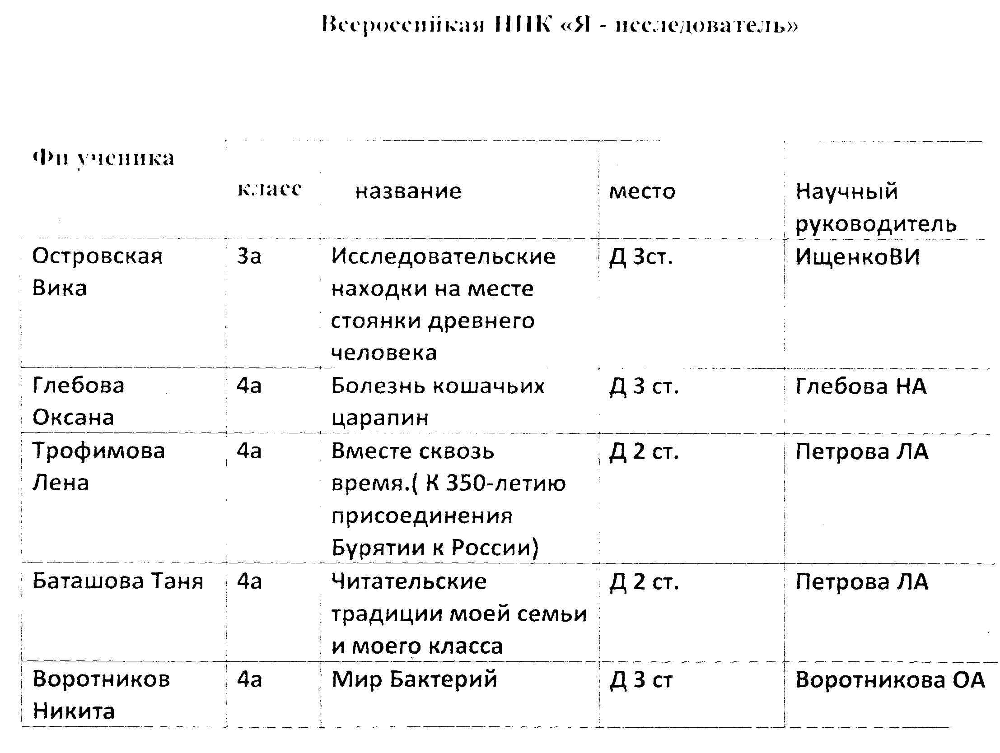 Всероссийкая НПК «Я - исследователь»
Фи ученика
класс
название
место
Научный
руководитель
Островская
Вика
3а
Исследовательские
находки на месте
стоянки древнего
человека
Д 3ст.
ИщенкоВИ
Глебова
Оксана
4а
Болезнь кошачьих
царапин
Д 3 ст.
Глебова НА
Трофимова
Лена
4а
Вместе сквозь
время.( К 350-летию
присоединения
Бурятии к России)
Д 2 ст.
Петрова ЛА
Баташова Таня
4а
Читательские
традиции моей семьи
и моего класса
Д 2 ст.
Петрова ЛА
Воротников
Никита
4а
Мир Бактерий
Д 3 ст
Воротникова ОА